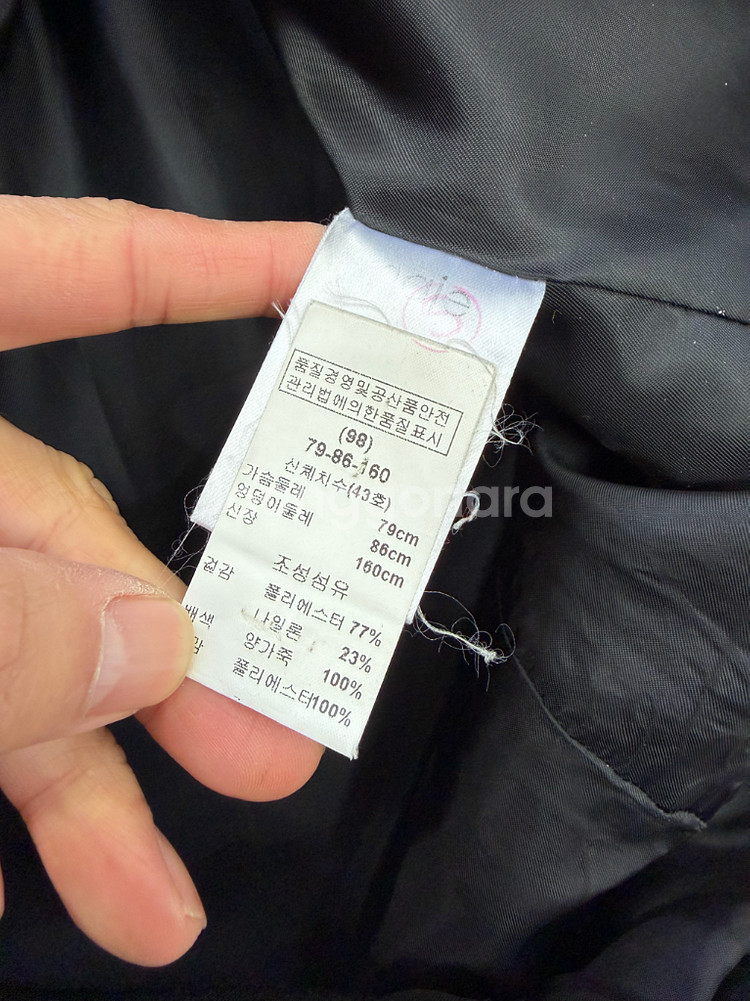 품질경영및공산품안전
관리법에의한품질표시
(98)
79-86-160
신체치수(43호)
가슴둘레 79cm
엉덩이둘레 86cm
신장 160cm
조성섬유
겉감 폴리에스터 77%
나일론 23%
배색 양가죽 100%
폴리에스터100%